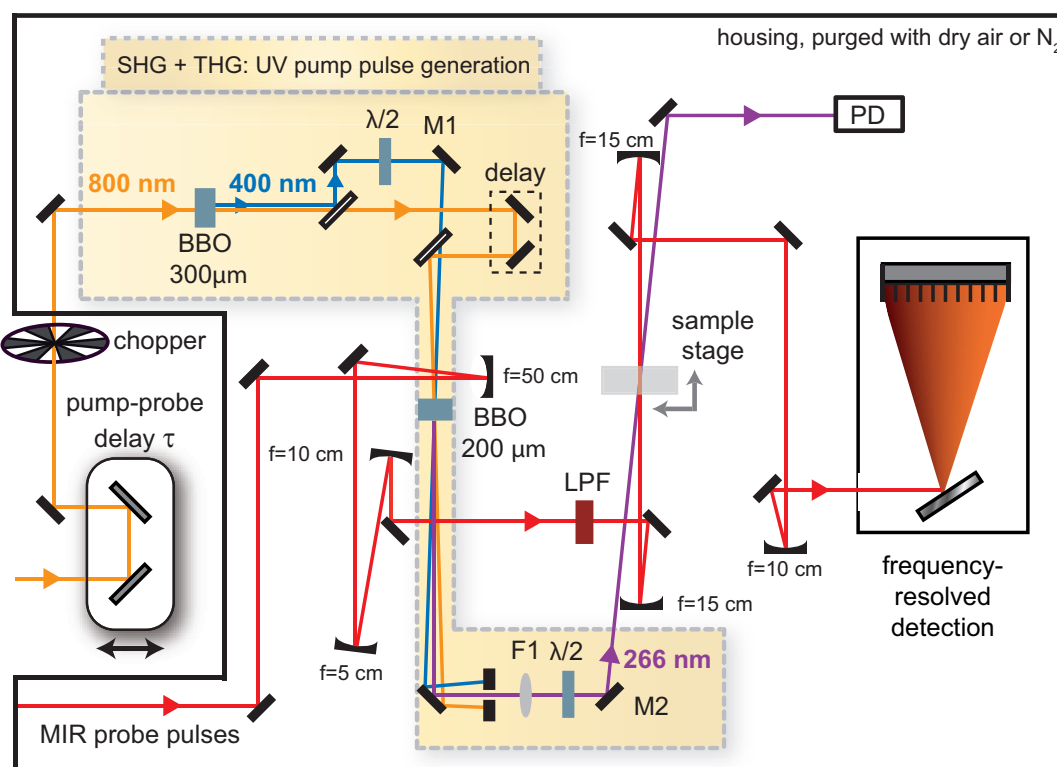 housing, purged with dry air or N2
SHG + THG: UV pump pulse generation
PD
λ/2
M1
f=15 cm
800 nm
400 nm
delay
BBO
300μm
chopper
sample
stage
f=50 cm
pump-probe
delay τ
BBO
200 μm
f=10 cm
LPF
f=10 cm
frequency-
resolved
detection
f=15 cm
F1
λ/2
266 nm
f=5 cm
M2
MIR probe pulses